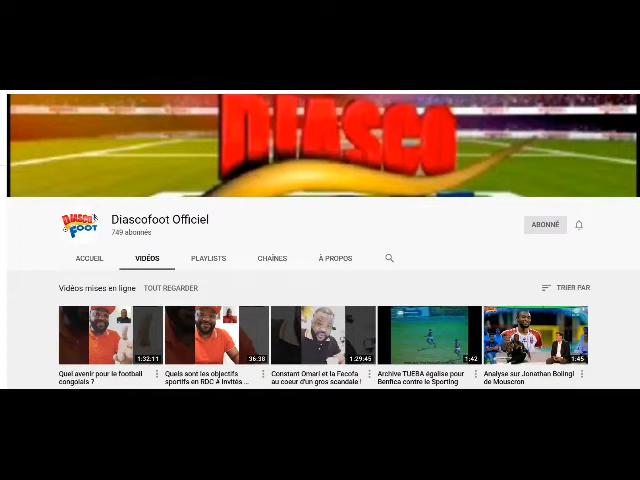 DIASCO
DIASCO
FOOT
Diascofoot Officiel
749 abonnés
ABONNÉ
ACCUEIL VIDÉOS PLAYLISTS CHAÎNES À PROPOS
Vidéos mises en ligne TOUT REGARDER TRIER PAR
1:32:11 36:38 1:29:45 1:42 1:45
Quel avenir pour le football
congolais ?
Quels sont les objectifs
sportifs en RDC # Invités ...
Constant Omari et la Fecofa
au coeur d'un gros scandale !
Archive TUEBA égalise pour
Benfica contre le Sporting
Analyse sur Jonathan Bolingi
de Mouscron